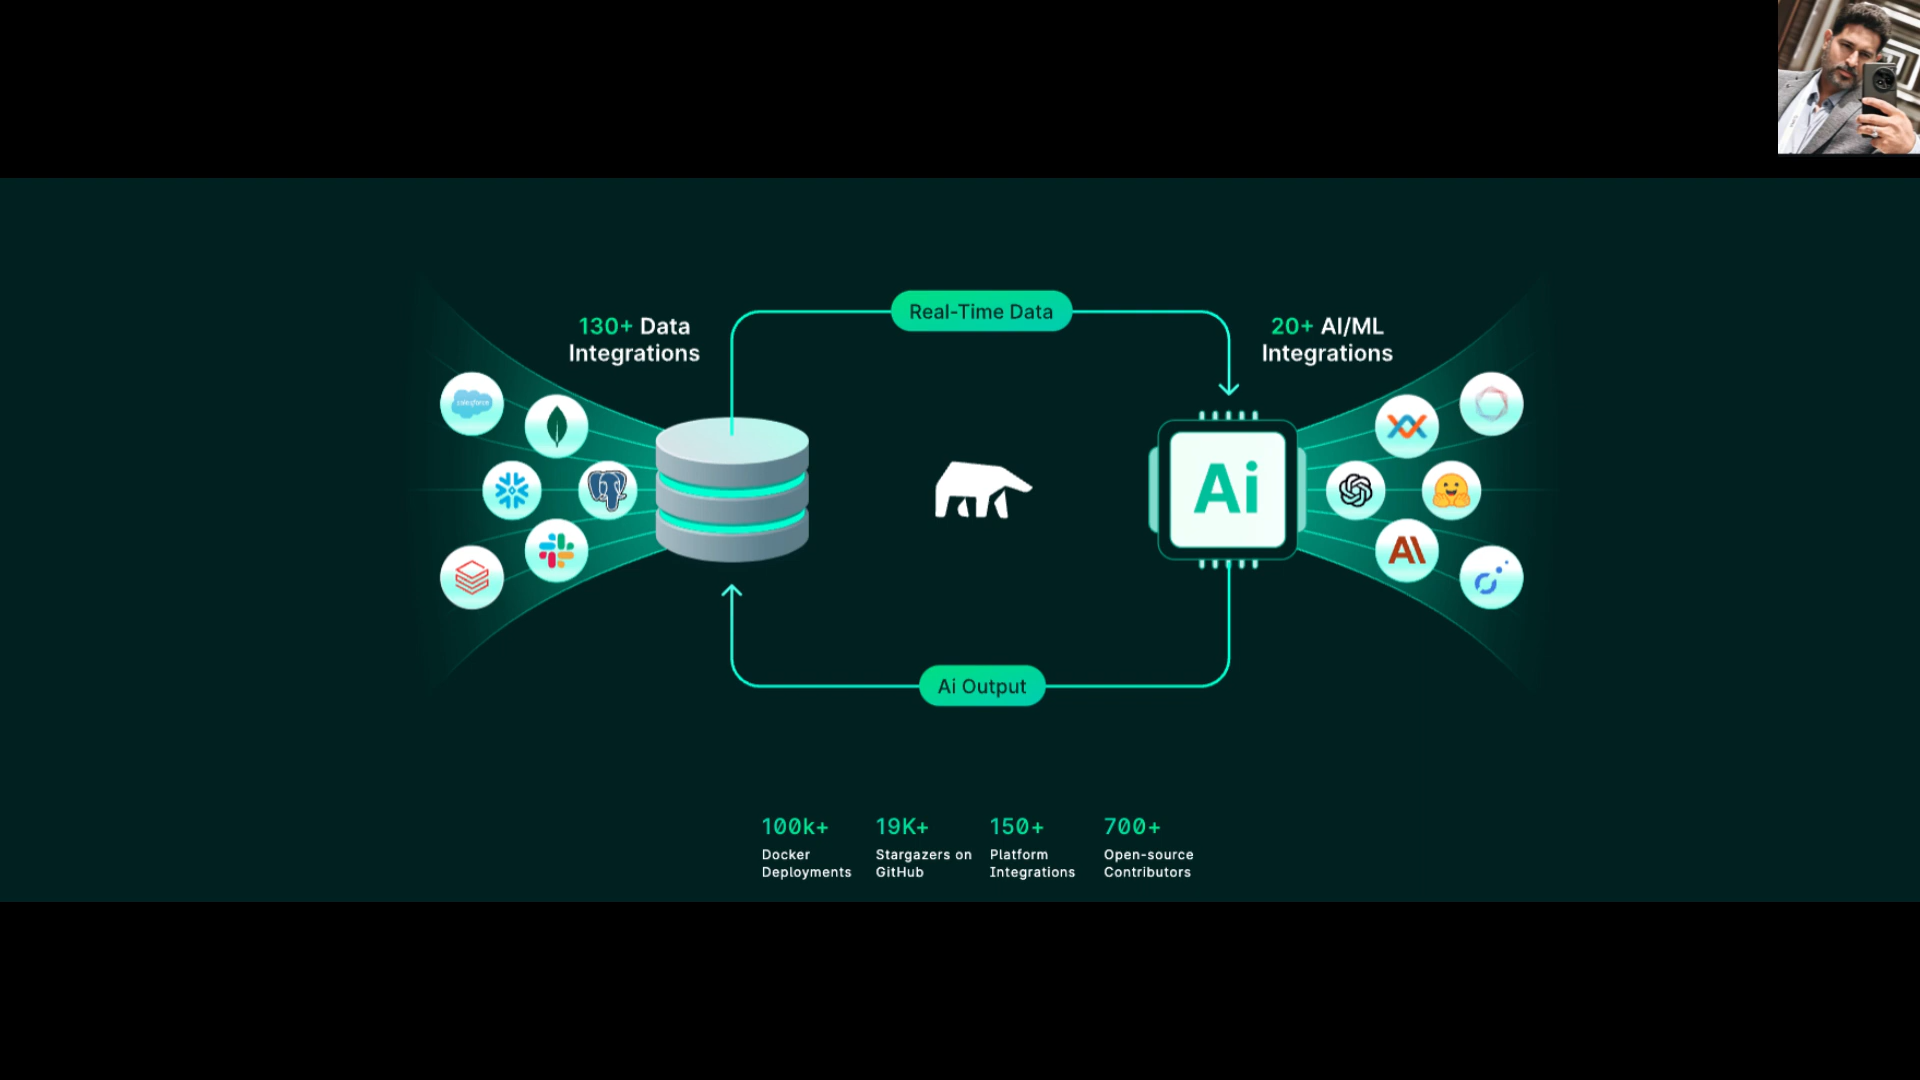 Real-Time Data
130+ Data
Integrations
20+ AI/ML
Integrations
salesforce
Ai
Ai Output
100k+
Docker
Deployments
19K+
Stargazers on
GitHub
150+
Platform
Integrations
700+
Open-source
Contributors